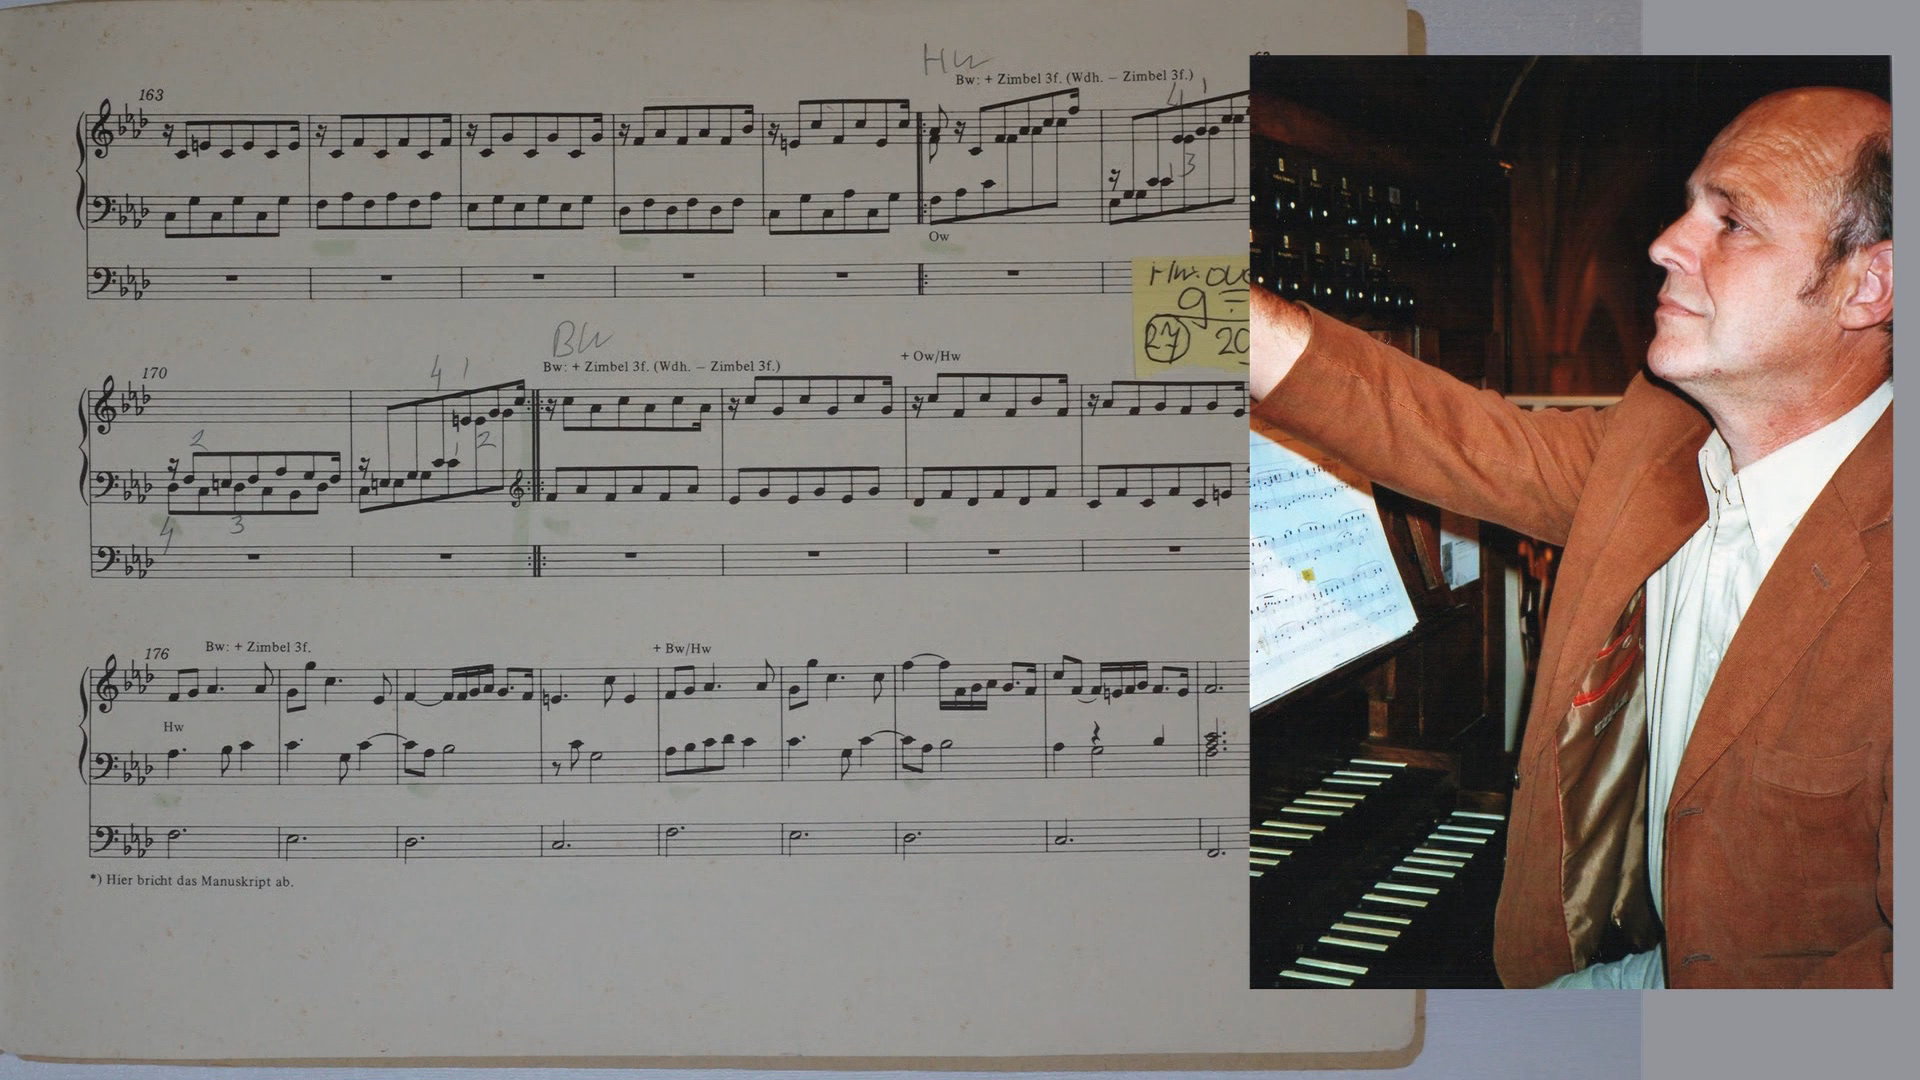 HW
Bw: + Zimbel 3f. (Wdh. – Zimbel 3f.)
163
4 1
3
Ow
Hw.
9
27 20
BW
+ Ow/Hw
170
4 1
Bw: + Zimbel 3f. (Wdh. – Zimbel 3f.)
2
2
4 3
176
Bw: + Zimbel 3f.
+ Bw/Hw
Hw
*) Hier bricht das Manuskript ab.